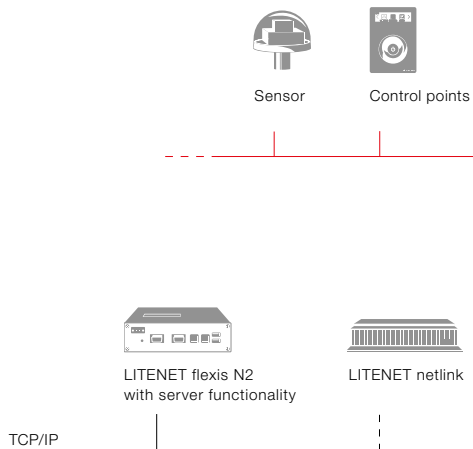 Sensor
Control points
LITENET flexis N2
with server functionality
LITENET netlink
TCP/IP